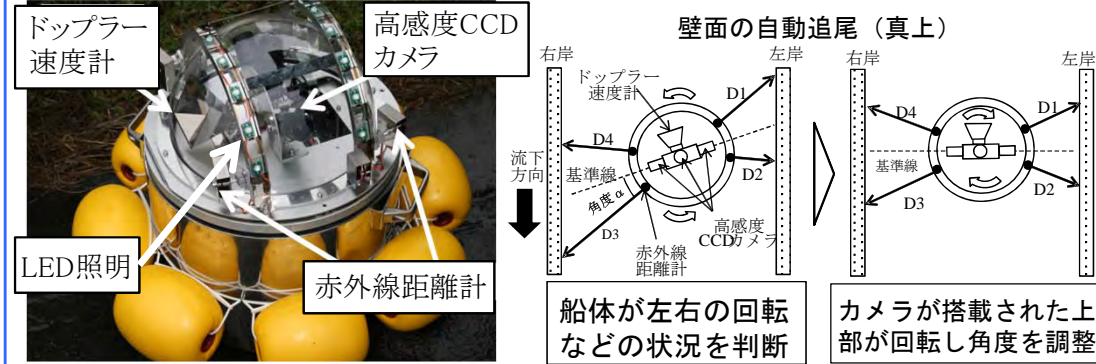 ドップラー
速度計
高感度CCD
カメラ
LED照明
赤外線距離計
壁面の自動追尾（真上）
右岸
左岸
ドップラー
速度計
D1
D4
流下
方向
基準線
D2
角度α
D3
高感度
CCDカメラ
赤外線
距離計
船体が左右の回転
などの状況を判断
右岸
左岸
D1
D4
基準線
D2
D3
カメラが搭載された上
部が回転し角度を調整